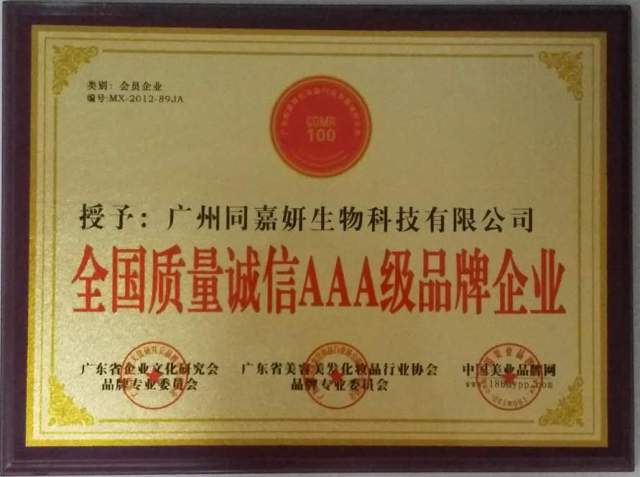 类别：会员企业
编号:MX-2012-89JA
100
授予：广州同嘉妍生物科技有限公司
全国质量诚信AAA级品牌企业
广东省企业文化研究会
品牌专业委员会
广东省美容美发化妆品行业协会
品牌专业委员会
中国美业品牌网